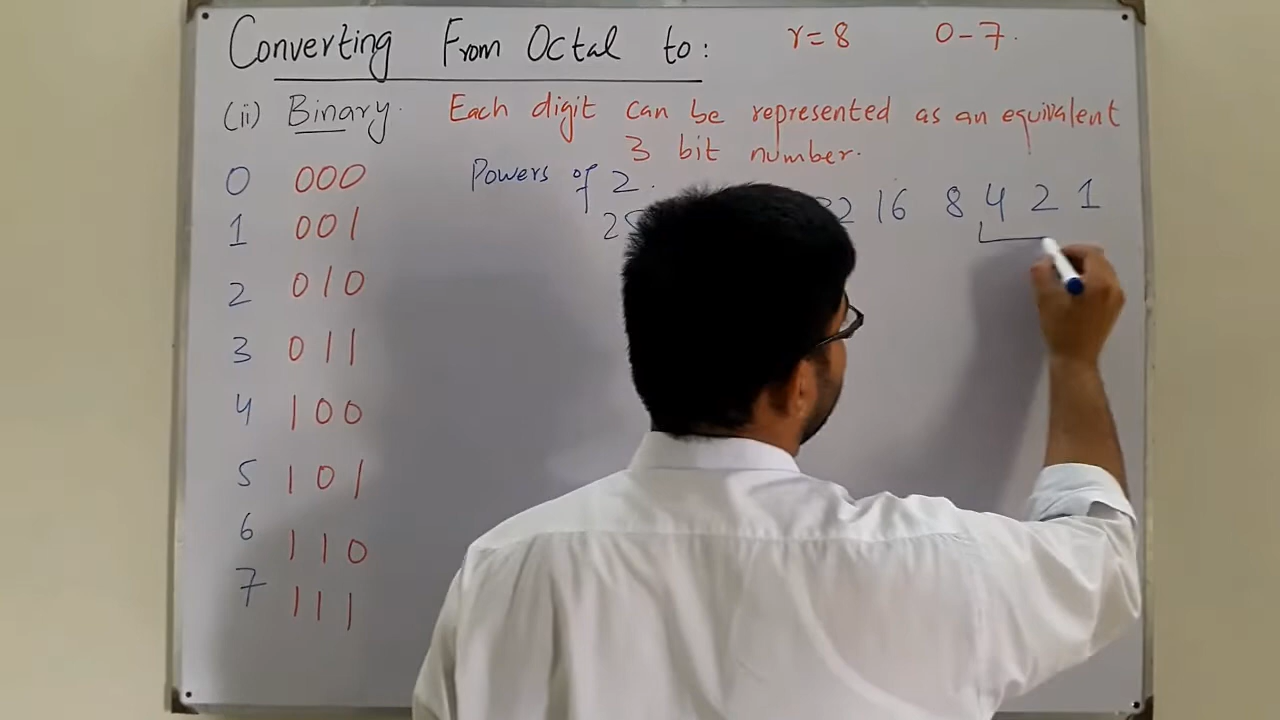 Converting From Octal to: r=8 0-7.
(ii) Binary. Each digit can be represented as an equivalent
3 bit number.
0 000 Powers of 2.
16 8 4 2 1
1 001
2 010
3 011
4 100
5 101
6 110
7 111